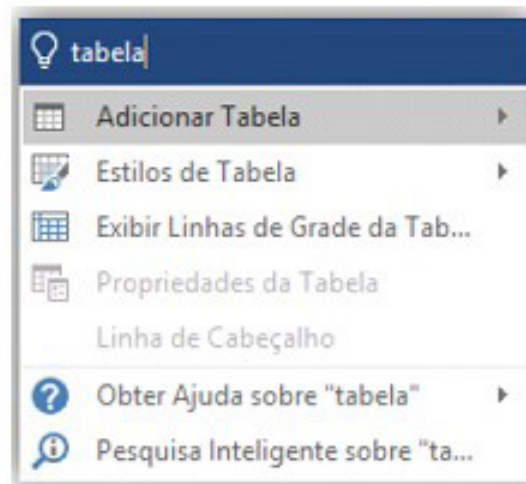 tabela
Adicionar Tabela
Estilos de Tabela
Exibir Linhas de Grade da Tab...
Propriedades da Tabela
Linha de Cabeçalho
Obter Ajuda sobre "tabela"
Pesquisa Inteligente sobre "ta...